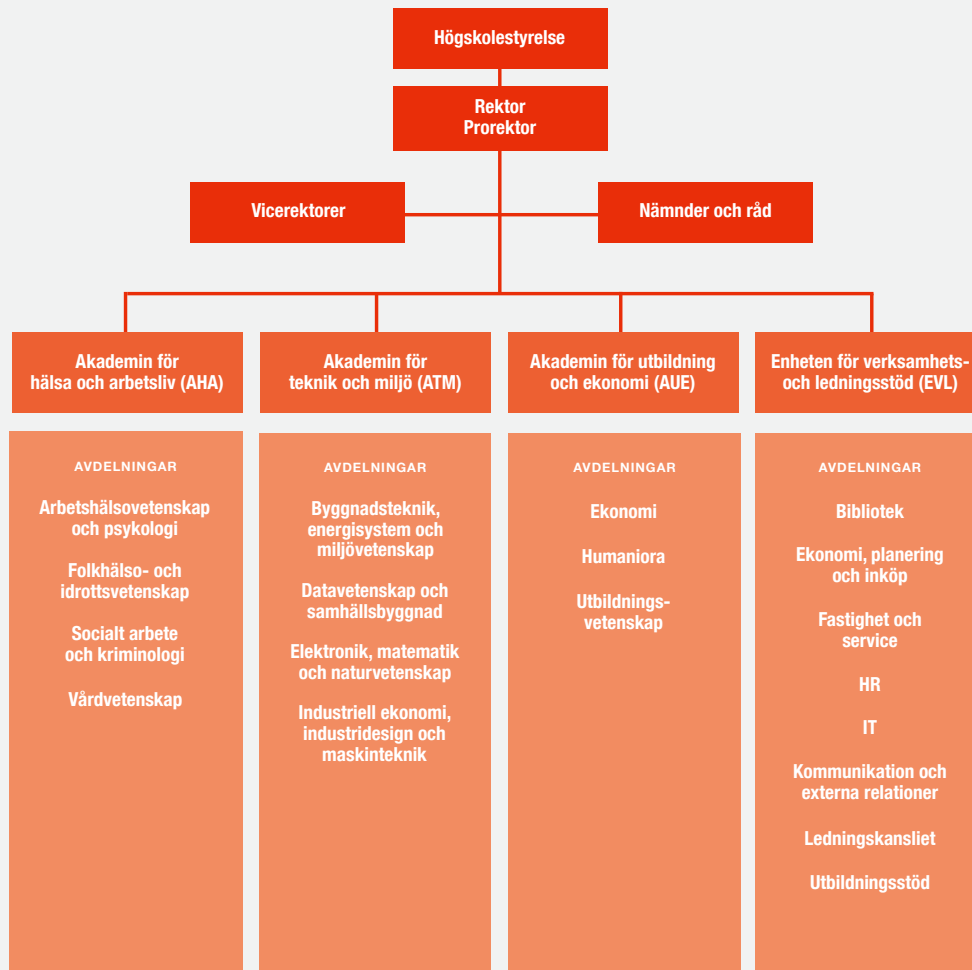 Högskolestyrelse
Rektor
Prorektor
Vicerektorer
Nämnder och råd
Akademin för
hälsa och arbetsliv (AHA)
Akademin för
teknik och miljö (ATM)
Akademin för utbildning
och ekonomi (AUE)
Enheten för verksamhets-
och ledningsstöd (EVL)
AVDELNINGAR
Arbetshälsovetenskap
och psykologi
Folkhälso- och
idrottsvetenskap
Socialt arbete
och kriminologi
Vårdvetenskap
AVDELNINGAR
Byggnadsteknik,
energisystem och
miljövetenskap
Datavetenskap och
samhällsbyggnad
Elektronik, matematik
och naturvetenskap
Industriell ekonomi,
industridesign och
maskinteknik
AVDELNINGAR
Ekonomi
Humaniora
Utbildnings-
vetenskap
AVDELNINGAR
Bibliotek
Ekonomi, planering
och inköp
Fastighet och
service
HR
IT
Kommunikation och
externa relationer
Ledningskansliet
Utbildningsstöd